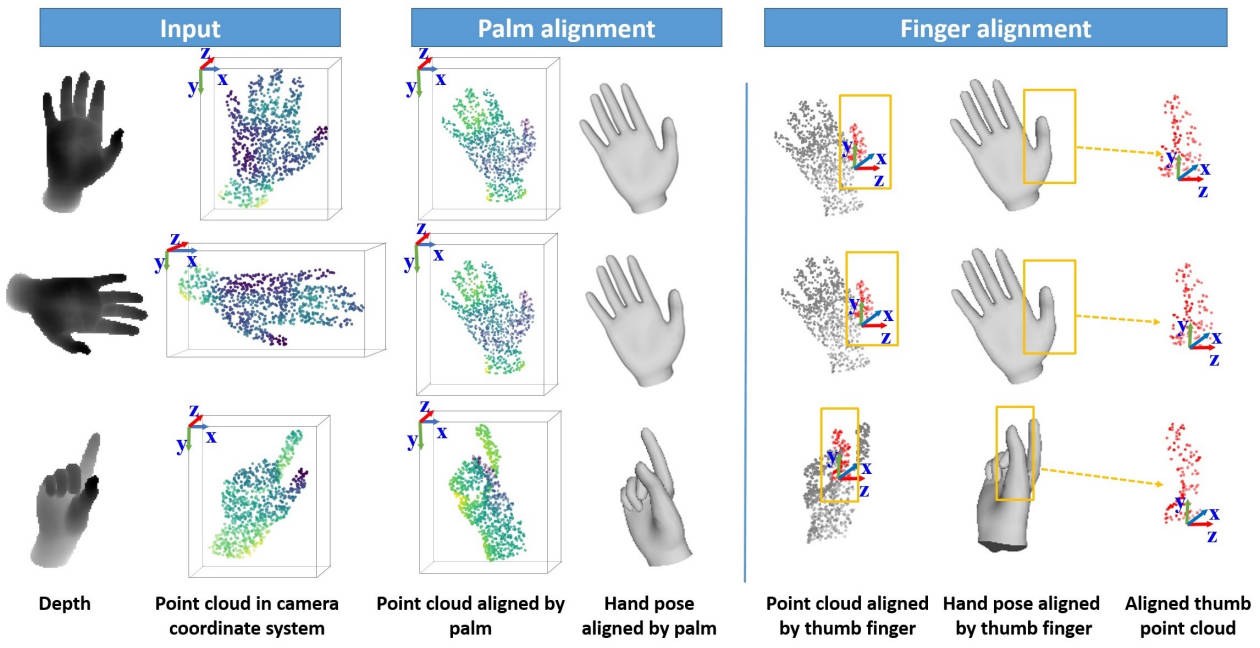 Input
Palm alignment
Finger alignment
z
x
y
z
x
y
y
x
z
y
x
z
z
x
y
z
x
y
y
x
z
y
x
z
z
x
y
z
x
y
y
x
z
y
x
z
Depth
Point cloud in camera
coordinate system
Point cloud aligned by
palm
Hand pose
aligned by palm
Point cloud aligned
by thumb finger
Hand pose aligned
by thumb finger
Aligned thumb
point cloud